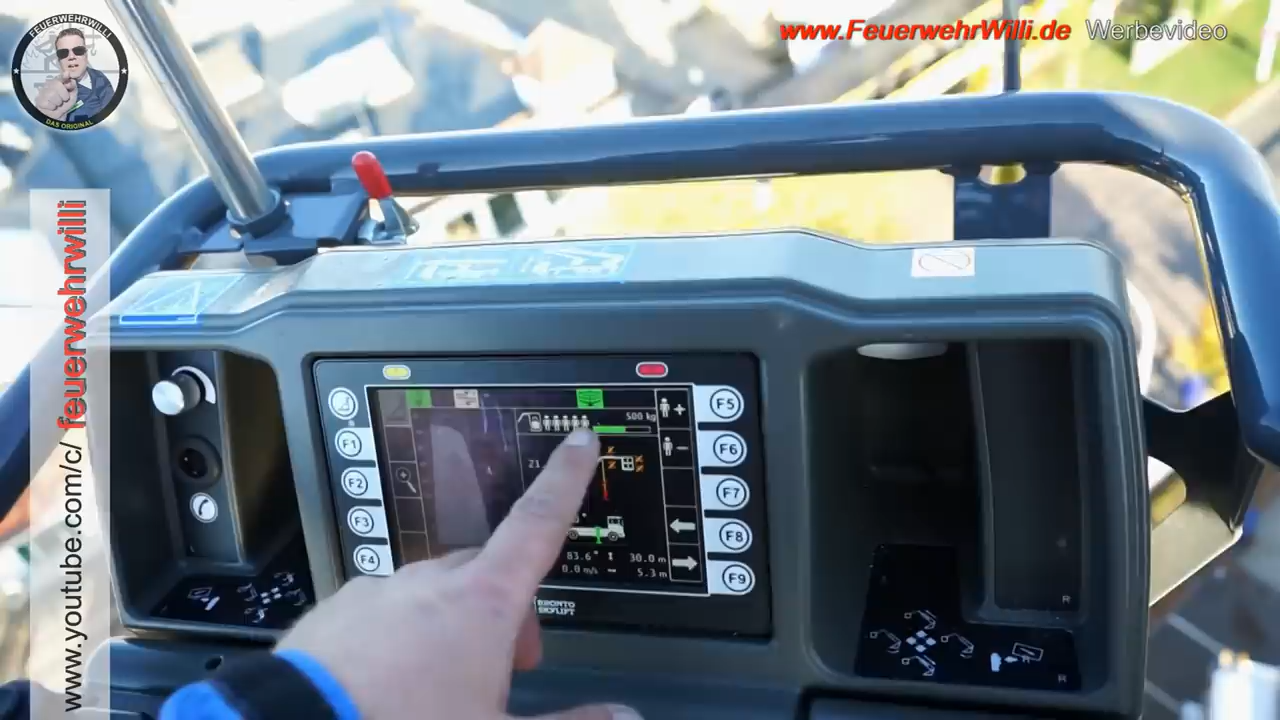 FEUERWEHRWILLI
DAS ORIGINAL
www.FeuerwehrWilli.de Werbevideo
www.youtube.com/c/ feuerwehrwilli
500 kg
21
83.6° 30.0 m
0.0 m/s 5.3 m
F1
F2
F3
F4
F5
F6
F7
F8
F9
BRONTO
SKYLIFT
R
R